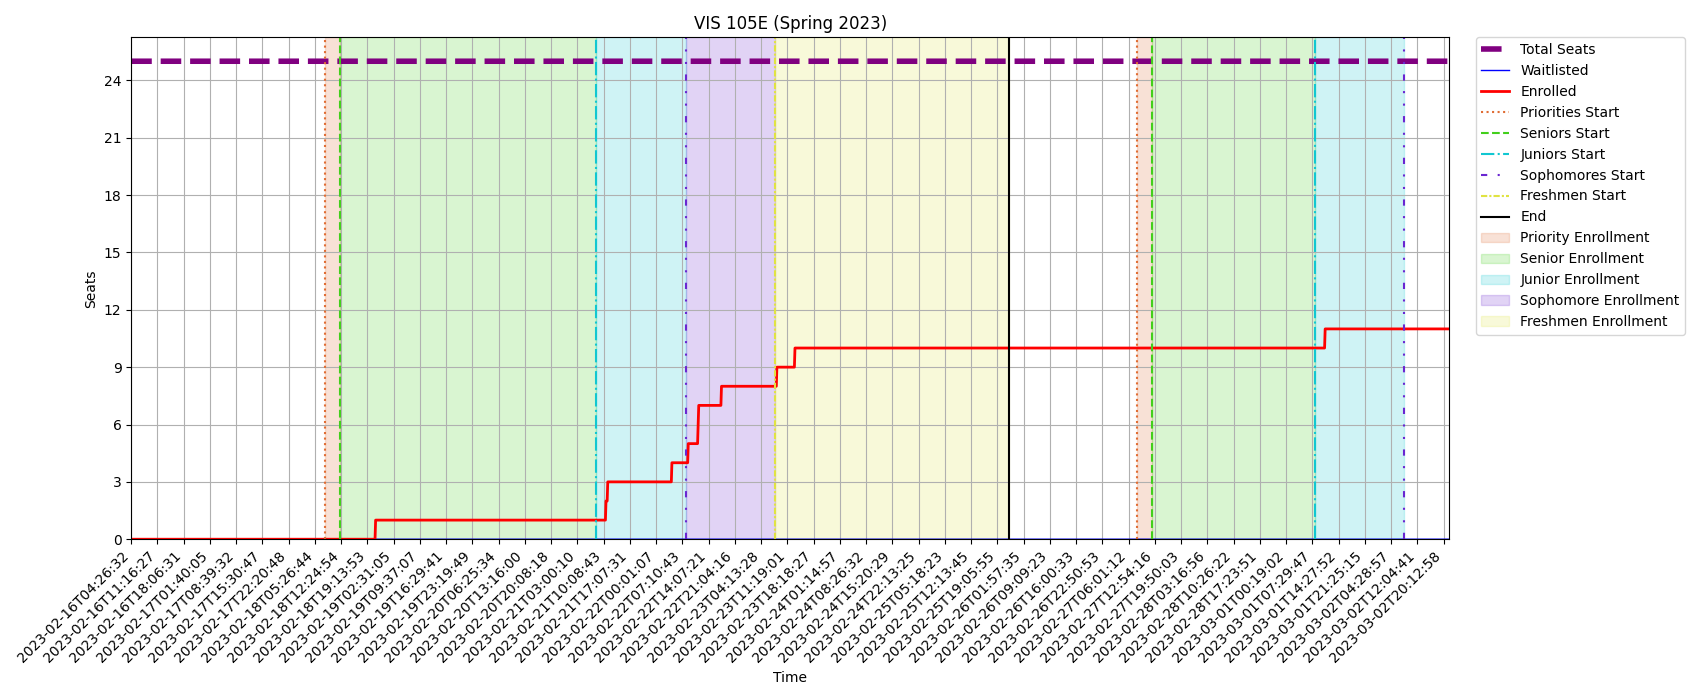 VIS 105E (Spring 2023)
Seats
24
21
18
15
12
9
6
3
0
2023-02-16T04:26:32
2023-02-16T11:16:27
2023-02-16T18:06:31
2023-02-17T01:40:05
2023-02-17T08:39:32
2023-02-17T15:30:47
2023-02-17T22:20:48
2023-02-18T05:26:44
2023-02-18T12:24:54
2023-02-18T19:13:53
2023-02-19T02:31:05
2023-02-19T09:37:07
2023-02-19T16:29:41
2023-02-19T23:19:49
2023-02-20T06:25:34
2023-02-20T13:16:00
2023-02-20T20:08:18
2023-02-21T03:00:10
2023-02-21T10:08:43
2023-02-21T17:07:31
2023-02-22T00:01:07
2023-02-22T07:10:43
2023-02-22T14:07:21
2023-02-22T21:04:16
2023-02-23T04:13:28
2023-02-23T11:19:01
2023-02-23T18:18:27
2023-02-24T01:14:57
2023-02-24T08:26:32
2023-02-24T15:20:29
2023-02-24T22:13:25
2023-02-25T05:18:23
2023-02-25T12:13:45
2023-02-25T19:05:55
2023-02-26T01:57:35
2023-02-26T09:09:23
2023-02-26T16:00:33
2023-02-26T22:50:53
2023-02-27T06:01:12
2023-02-27T12:54:16
2023-02-27T19:50:03
2023-02-28T03:16:56
2023-02-28T10:26:22
2023-02-28T17:23:51
2023-03-01T00:19:02
2023-03-01T07:29:47
2023-03-01T14:27:52
2023-03-01T21:25:15
2023-03-02T04:28:57
2023-03-02T12:04:41
2023-03-02T20:12:58
Time
Total Seats
Waitlisted
Enrolled
Priorities Start
Seniors Start
Juniors Start
Sophomores Start
Freshmen Start
End
Priority Enrollment
Senior Enrollment
Junior Enrollment
Sophomore Enrollment
Freshmen Enrollment